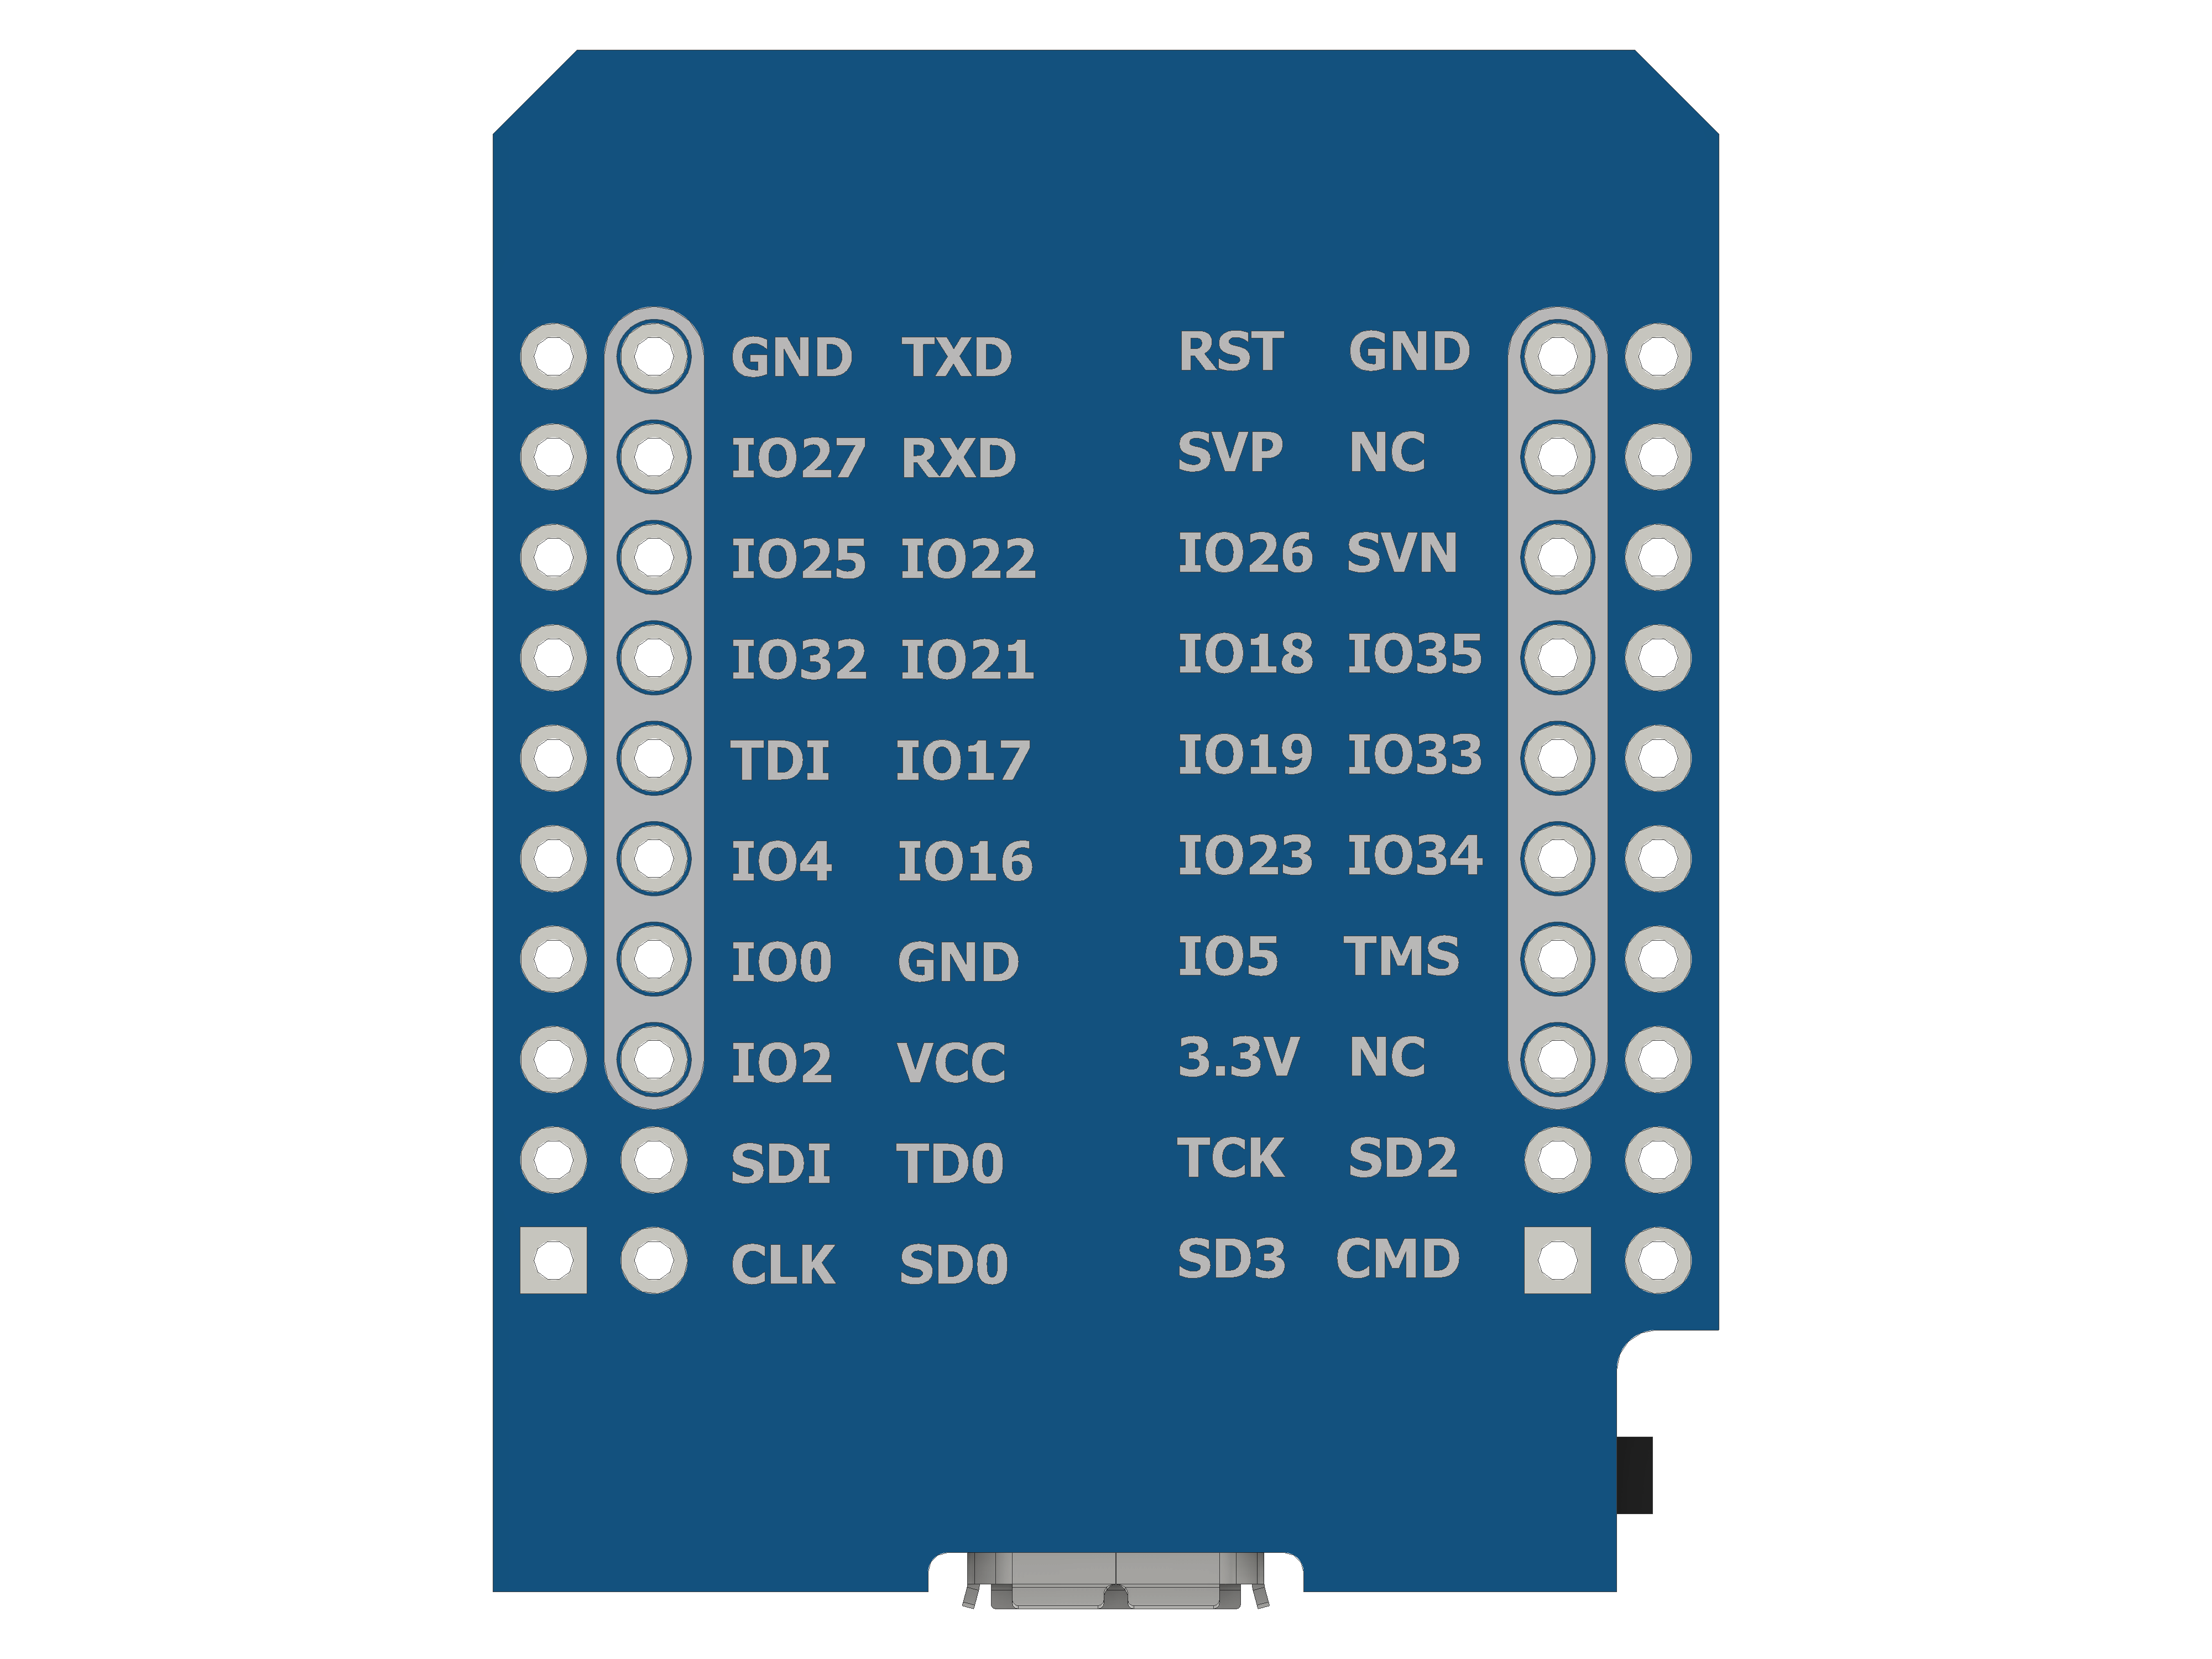 GND TXD RST GND
IO27 RXD SVP NC
IO25 IO22 IO26 SVN
IO32 IO21 IO18 IO35
TDI IO17 IO19 IO33
IO4 IO16 IO23 IO34
IO0 GND IO5 TMS
IO2 VCC 3.3V NC
SDI TD0 TCK SD2
CLK SD0 SD3 CMD